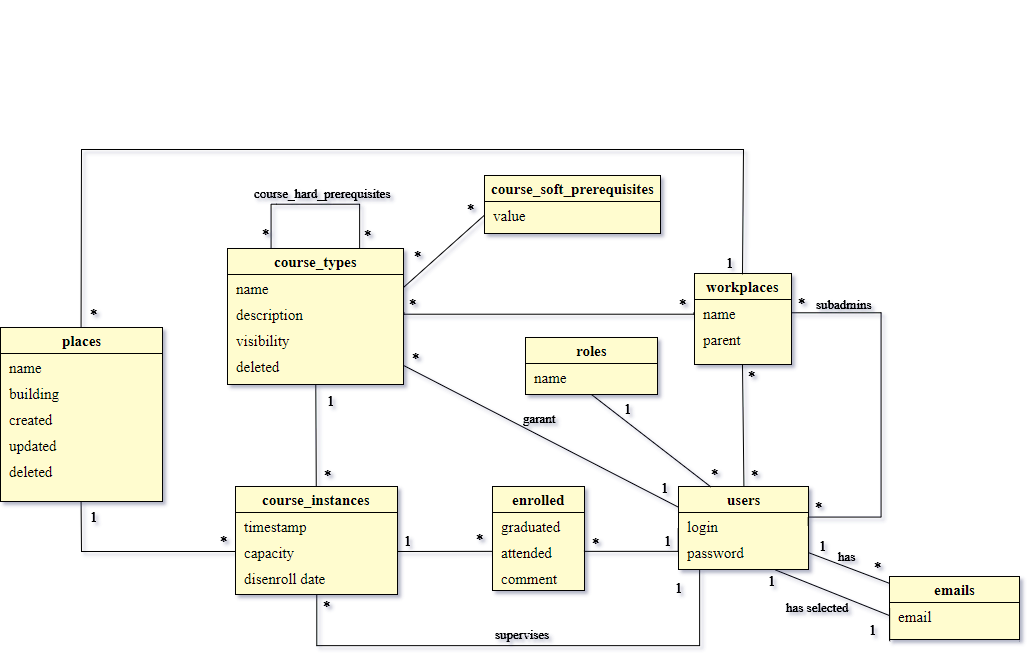 course_hard_prerequisites
*
*
course_soft_prerequisites
value
*
*
course_types
name
description
visibility
deleted
*
*
*
1
1
workplaces
name
parent
*
subadmins
*
*
places
name
building
created
updated
deleted
1
roles
name
1
*
garant
1
*
1
*
course_instances
timestamp
capacity
disenroll date
*
1
*
enrolled
graduated
attended
comment
*
1
users
login
password
*
*
1
has
*
1
has selected
1
emails
email
*
1
supervises